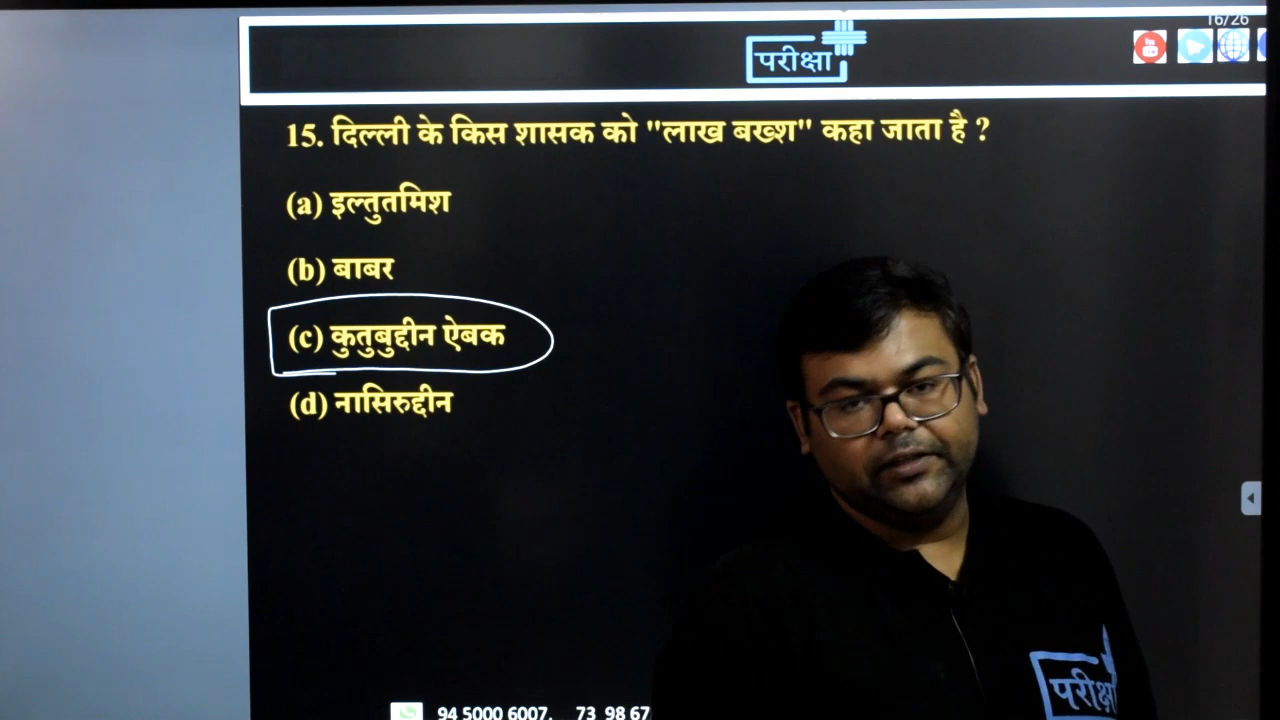 16/26
परीक्षा
15. दिल्ली के किस शासक को "लाख बख्श" कहा जाता है ?
(a) इल्तुतमिश
(b) बाबर
(c) कुतुबुद्दीन ऐबक
(d) नासिरुद्दीन
परीक्षा
94 5000 6007, 73 98 67